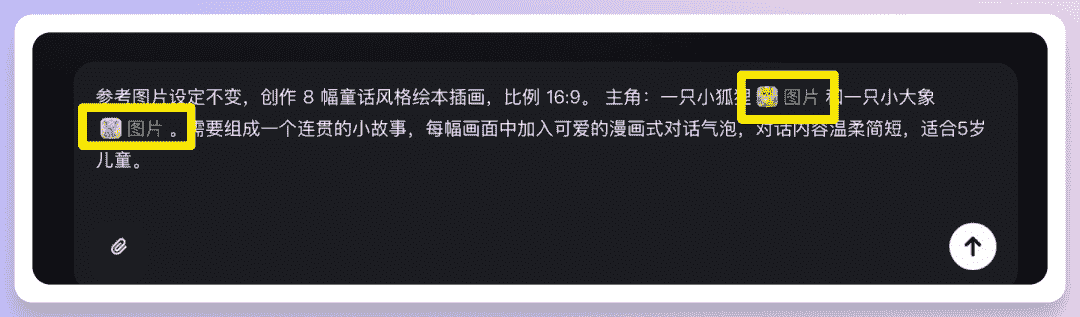 参考图片设定不变，创作 8 幅童话风格绘本插画，比例 16:9。 主角：一只小狐狸 图片 和一只小大象
图片 。需要组成一个连贯的小故事，每幅画面中加入可爱的漫画式对话气泡，对话内容温柔简短，适合5岁
儿童。